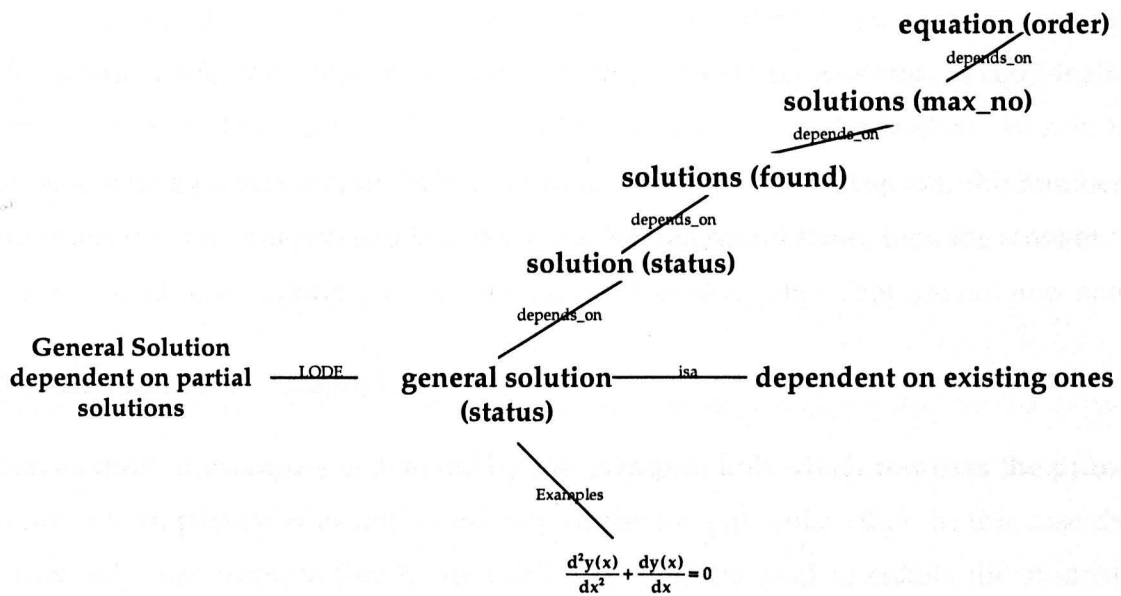 equation (order)
depends_on
solutions (max_no)
depends_on
solutions (found)
depends_on
solution (status)
depends_on
General Solution
dependent on partial
solutions
LODE
general solution
(status)
isa
dependent on existing ones
Examples
d²y(x)/dx² + dy(x)/dx = 0